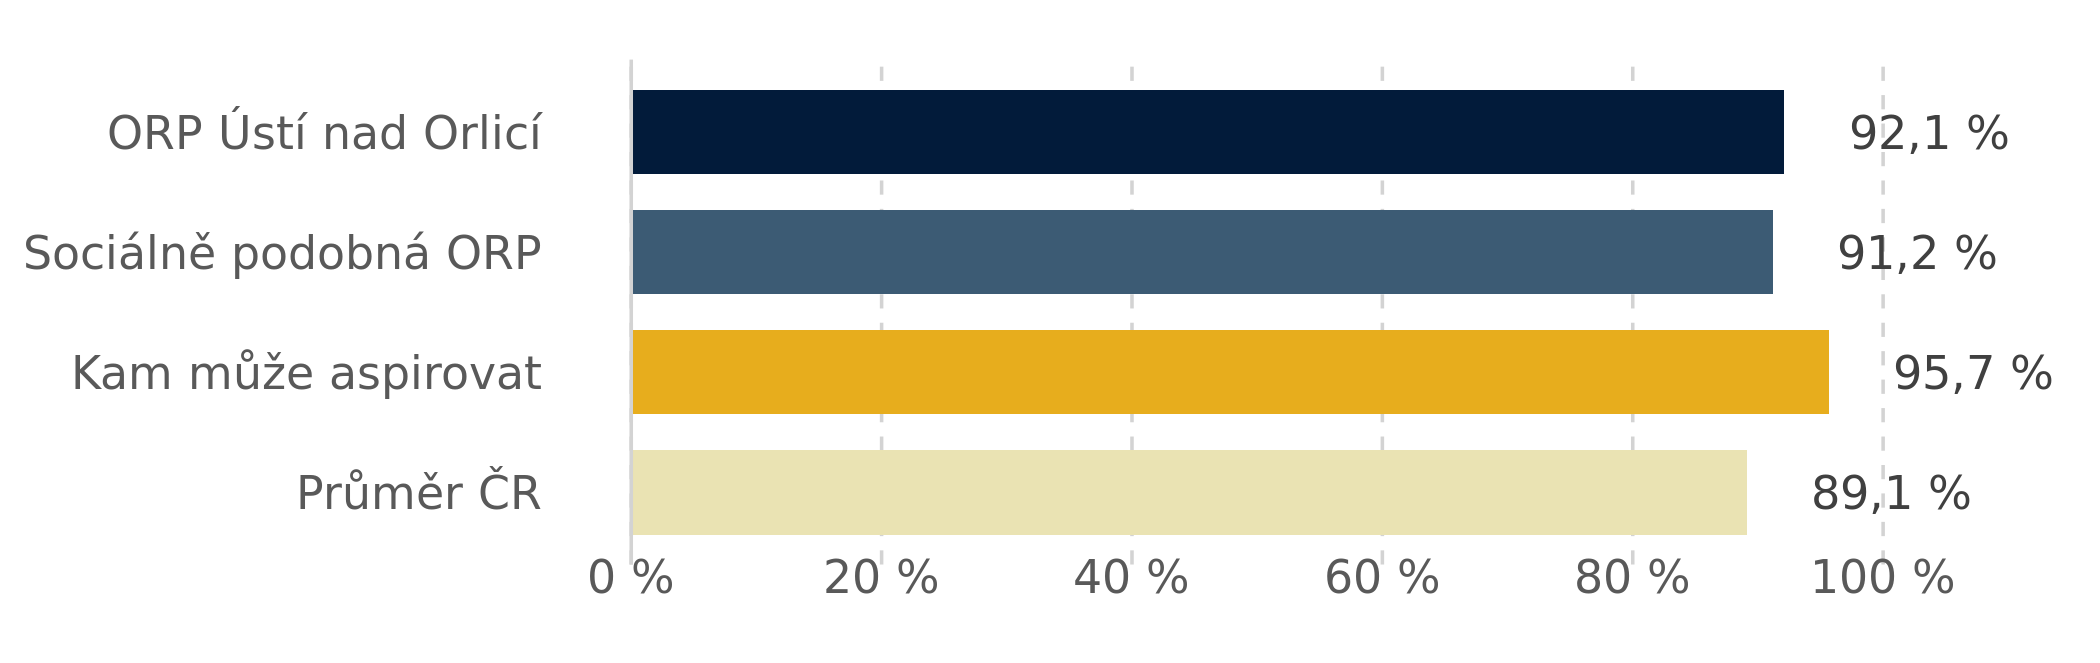 ORP Ústí nad Orlicí 92,1 %
Sociálně podobná ORP 91,2 %
Kam může aspirovat 95,7 %
Průměr ČR 89,1 %
0 % 20 % 40 % 60 % 80 % 100 %